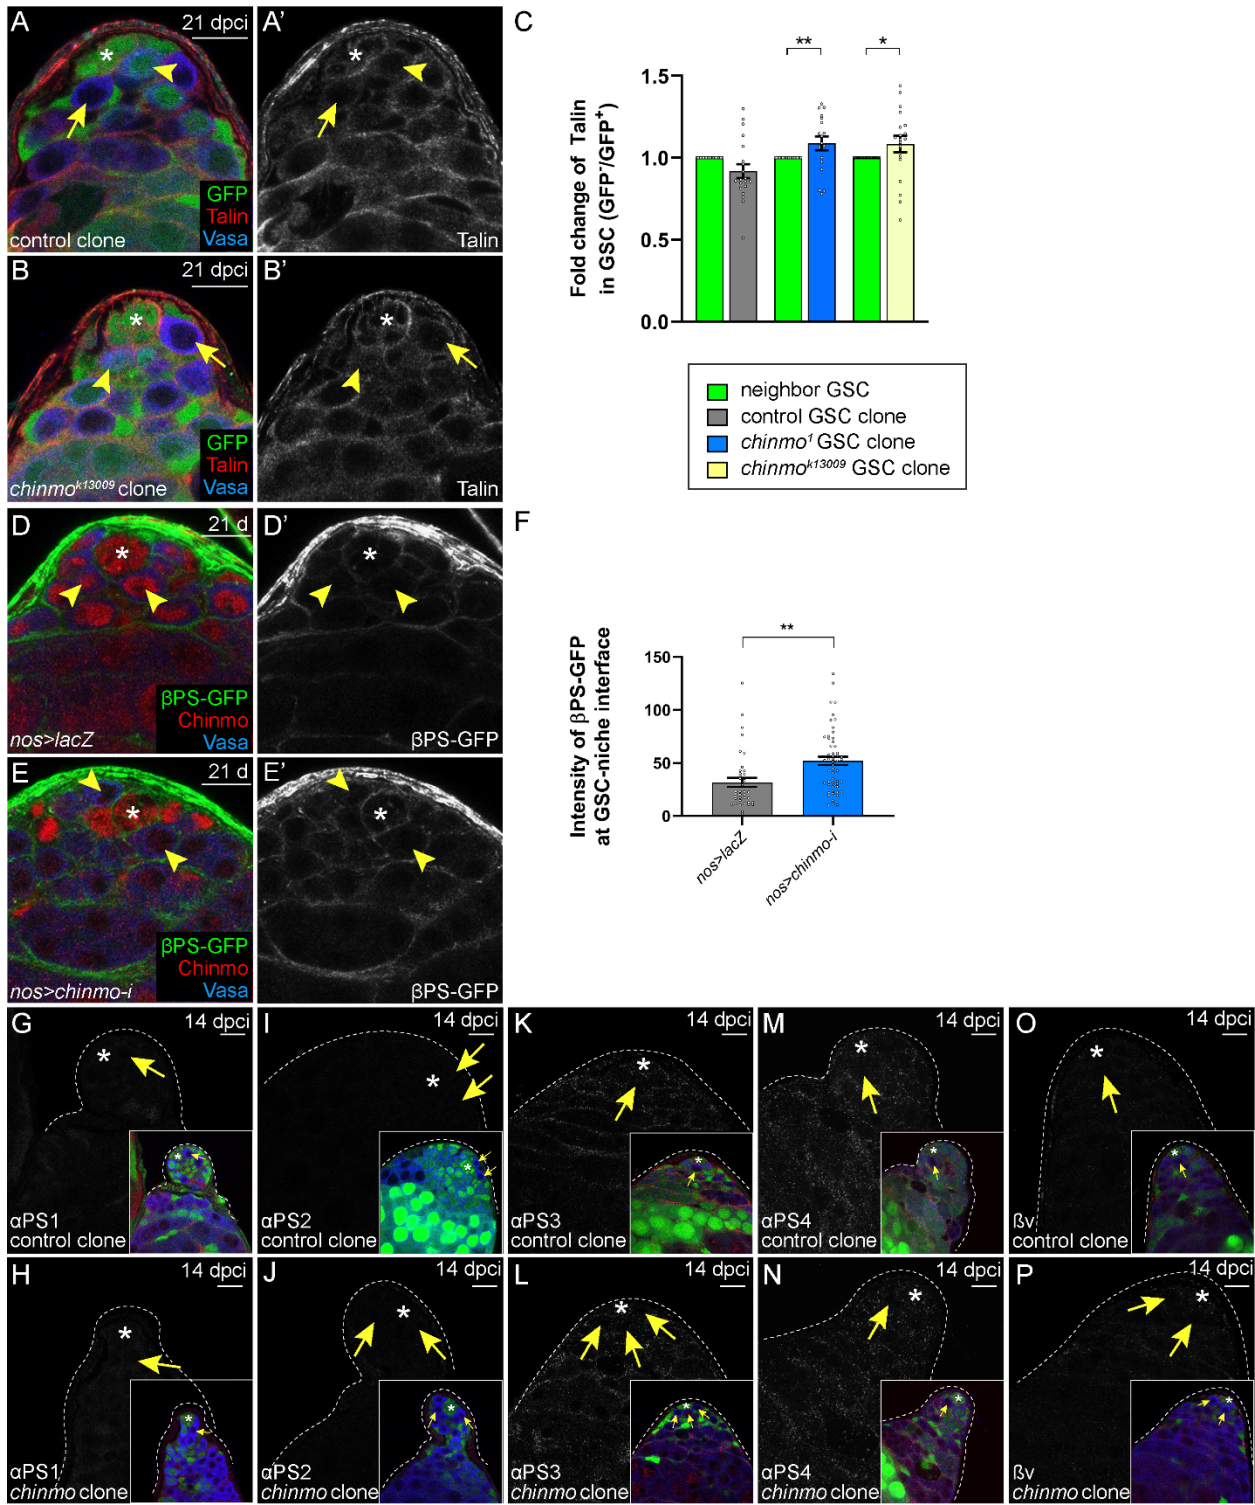 A
21 dpci
*
GFP
Talin
Vasa
control clone
A'
*
Talin
B
21 dpci
*
GFP
Talin
Vasa
chinmo^k13009 clone
B'
*
Talin
C
**
*
1.5
1.0
0.5
0.0
Fold change of Talin
in GSC (GFP⁻/GFP⁺)
neighbor GSC
control GSC clone
chinmo¹ GSC clone
chinmo^k13009 GSC clone
D
21 d
*
βPS-GFP
Chinmo
Vasa
nos>lacZ
D'
*
βPS-GFP
E
21 d
*
βPS-GFP
Chinmo
Vasa
nos>chinmo-i
E'
*
βPS-GFP
F
**
150
100
50
0
Intensity of βPS-GFP
at GSC-niche interface
nos>lacZ
nos>chinmo-i
G
14 dpci
*
*
αPS1
control clone
I
14 dpci
*
*
αPS2
control clone
K
14 dpci
*
*
αPS3
control clone
M
14 dpci
*
*
αPS4
control clone
O
14 dpci
*
*
βv
control clone
H
14 dpci
*
*
αPS1
chinmo clone
J
14 dpci
*
*
αPS2
chinmo clone
L
14 dpci
*
*
αPS3
chinmo clone
N
14 dpci
*
*
αPS4
chinmo clone
P
14 dpci
*
*
βv
chinmo clone